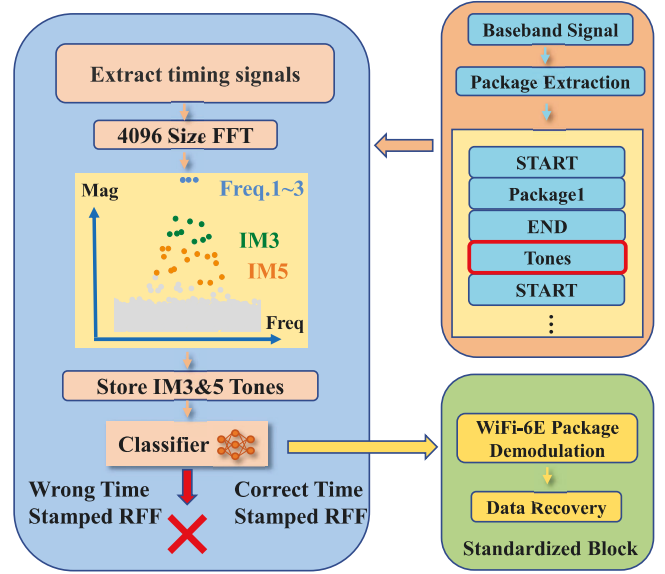 Extract timing signals
4096 Size FFT
Mag
Freq.1~3
IM3
IM5
Freq
Store IM3&5 Tones
Classifier
Wrong Time
Stamped RFF
Correct Time
Stamped RFF
Baseband Signal
Package Extraction
START
Package1
END
Tones
START
⋮
WiFi-6E Package
Demodulation
Data Recovery
Standardized Block